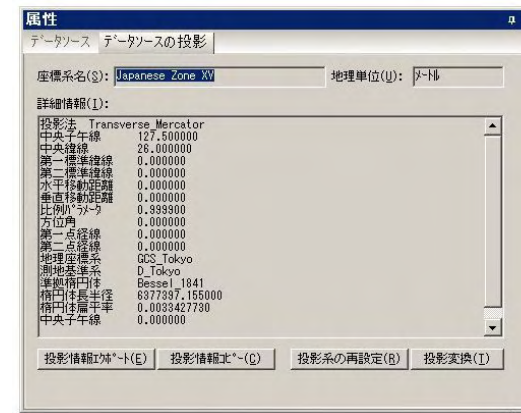 属性
データソース データソースの投影
座標系名(S): Japanese Zone XV 地理単位(U): メートル
詳細情報(I):
投影法 Transverse_Mercator
中央子午線 127.500000
中央緯線 26.000000
第一標準緯線 0.000000
第二標準緯線 0.000000
水平移動距離 0.000000
垂直移動距離 0.000000
比例パラメータ 0.999900
方位角 0.000000
第一点経線 0.000000
第二点経線 0.000000
地理座標系 GCS_Tokyo
測地基準系 D_Tokyo
準拠楕円体 Bessel_1841
楕円体長半径 6377397.155000
楕円体扁平率 0.0033427730
中央子午線 0.000000
投影情報エクスポート(E) 投影情報コピー(C) 投影系の再設定(R) 投影変換(T)